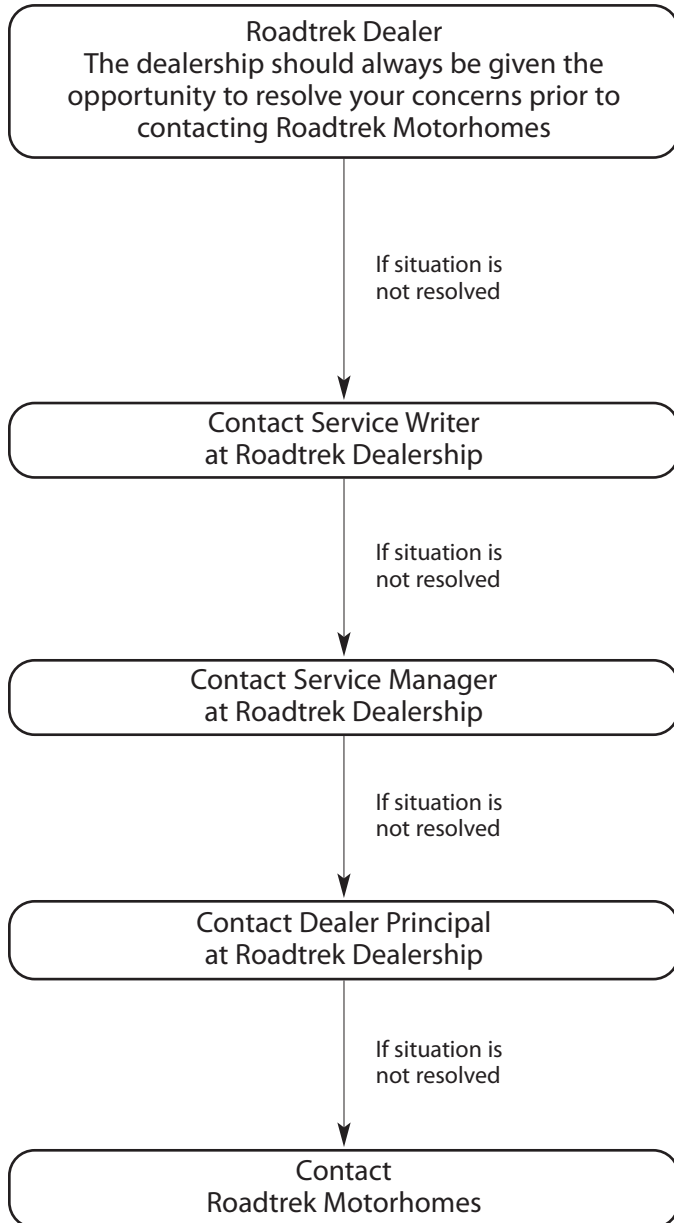 Roadtrek Dealer
The dealership should always be given the
opportunity to resolve your concerns prior to
contacting Roadtrek Motorhomes
If situation is
not resolved
Contact Service Writer
at Roadtrek Dealership
If situation is
not resolved
Contact Service Manager
at Roadtrek Dealership
If situation is
not resolved
Contact Dealer Principal
at Roadtrek Dealership
If situation is
not resolved
Contact
Roadtrek Motorhomes